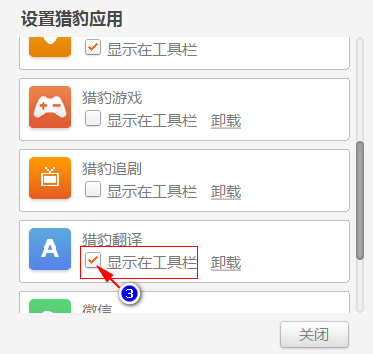 设置猎豹应用
显示在工具栏
猎豹游戏
显示在工具栏 卸载
猎豹追剧
显示在工具栏 卸载
A
猎豹翻译
显示在工具栏 卸载
3
微信
关闭